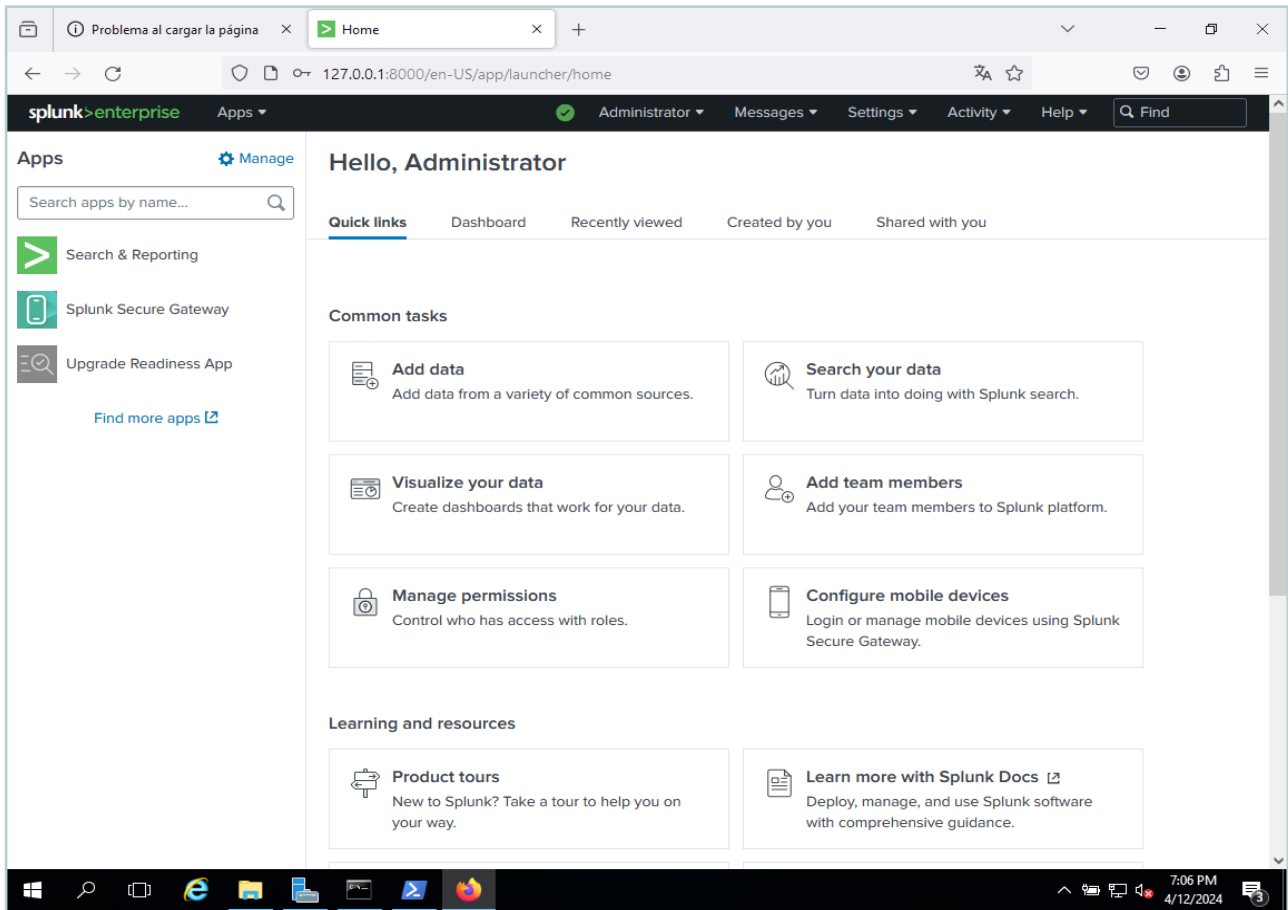 Problema al cargar la página
Home
127.0.0.1:8000/en-US/app/launcher/home
splunk>enterprise Apps Administrator Messages Settings Activity Help Find
Apps Manage
Search apps by name...
Search & Reporting
Splunk Secure Gateway
Upgrade Readiness App
Find more apps
Hello, Administrator
Quick links Dashboard Recently viewed Created by you Shared with you
Common tasks
Add data
Add data from a variety of common sources.
Search your data
Turn data into doing with Splunk search.
Visualize your data
Create dashboards that work for your data.
Add team members
Add your team members to Splunk platform.
Manage permissions
Control who has access with roles.
Configure mobile devices
Login or manage mobile devices using Splunk
Secure Gateway.
Learning and resources
Product tours
New to Splunk? Take a tour to help you on
your way.
Learn more with Splunk Docs
Deploy, manage, and use Splunk software
with comprehensive guidance.
7:06 PM
4/12/2024
3